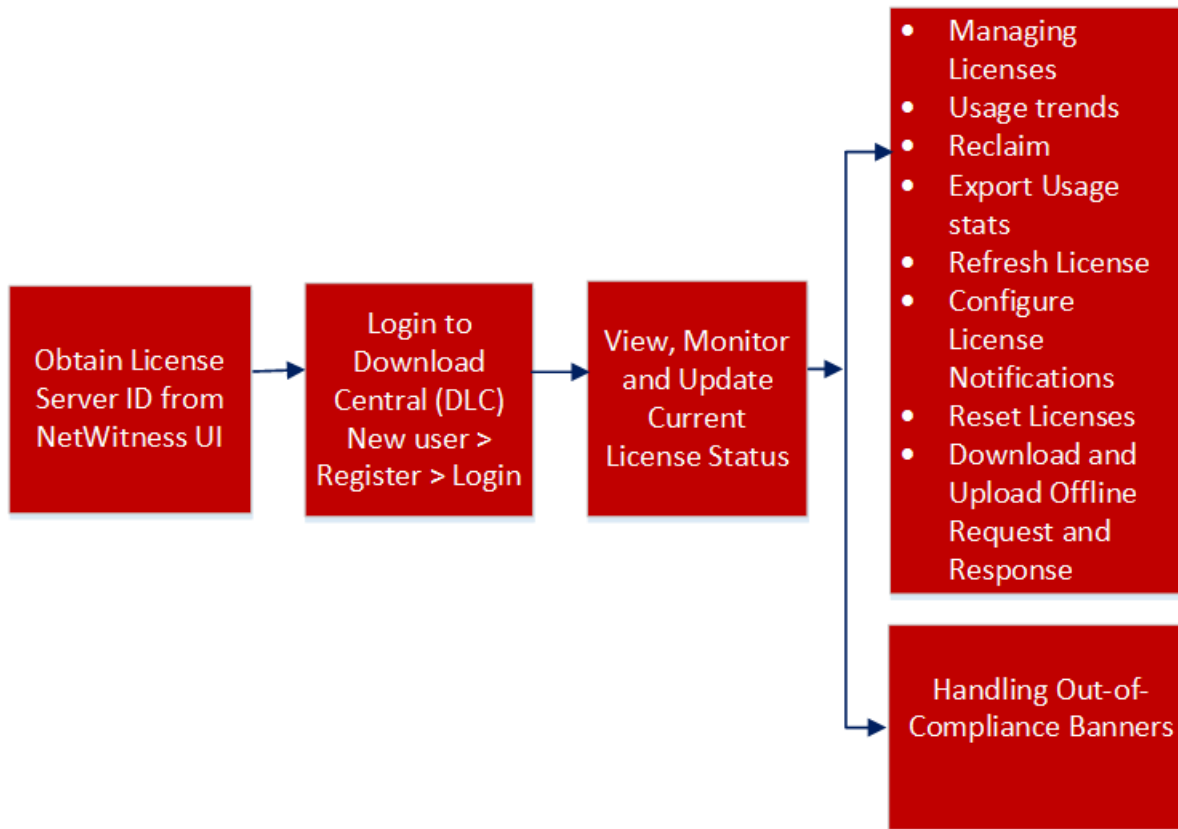 Obtain License
Server ID from
NetWitness UI
Login to
Download
Central (DLC)
New user >
Register > Login
View, Monitor
and Update
Current
License Status
• Managing
Licenses
• Usage trends
• Reclaim
• Export Usage
stats
• Refresh License
• Configure
License
Notifications
• Reset Licenses
• Download and
Upload Offline
Request and
Response
Handling Out-of-
Compliance Banners